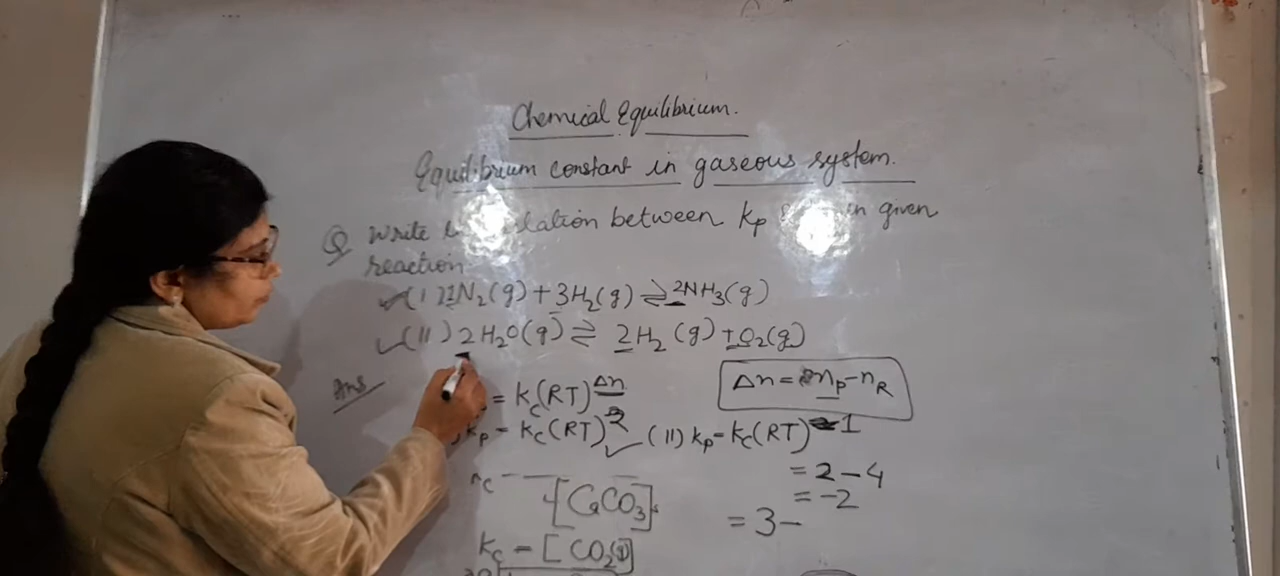 Chemical Equilibrium.
Equilibrium constant in gaseous system.
Q Write relation between Kp in given
reaction
(I) N2(g) + 3H2(g) ⇌ 2NH3(g)
(II) 2H2O(g) ⇌ 2H2(g) + O2(g)
Ans = Kc(RT)^Δn Δn = nP - nR
Kp = Kc(RT) (II) Kp = Kc(RT) 1
= 2 - 4
= -2
[CaCO3]
= 3 -
Kc = [CO2]